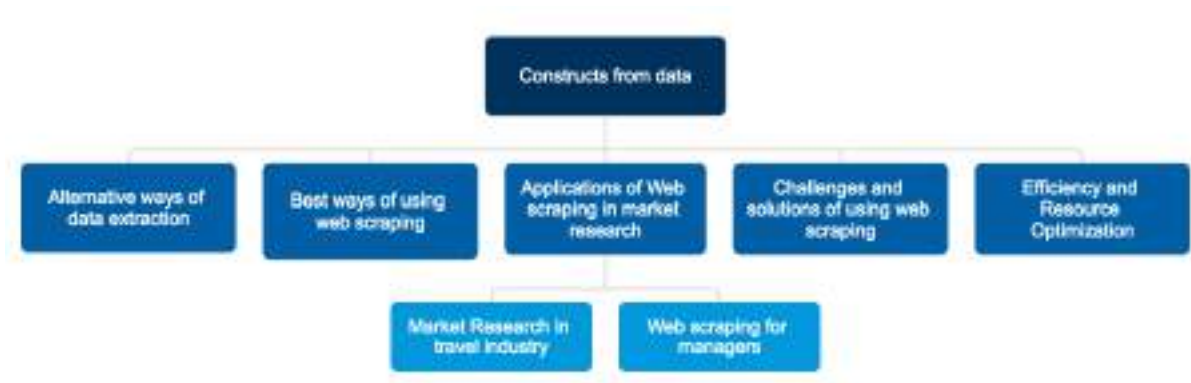 Constructs from data
Alternative ways of
data extraction
Best ways of using
web scraping
Applications of Web
scraping in market
research
Challenges and
solutions of using web
scraping
Efficiency and
Resource
Optimization
Market Research in
travel industry
Web scraping for
managers